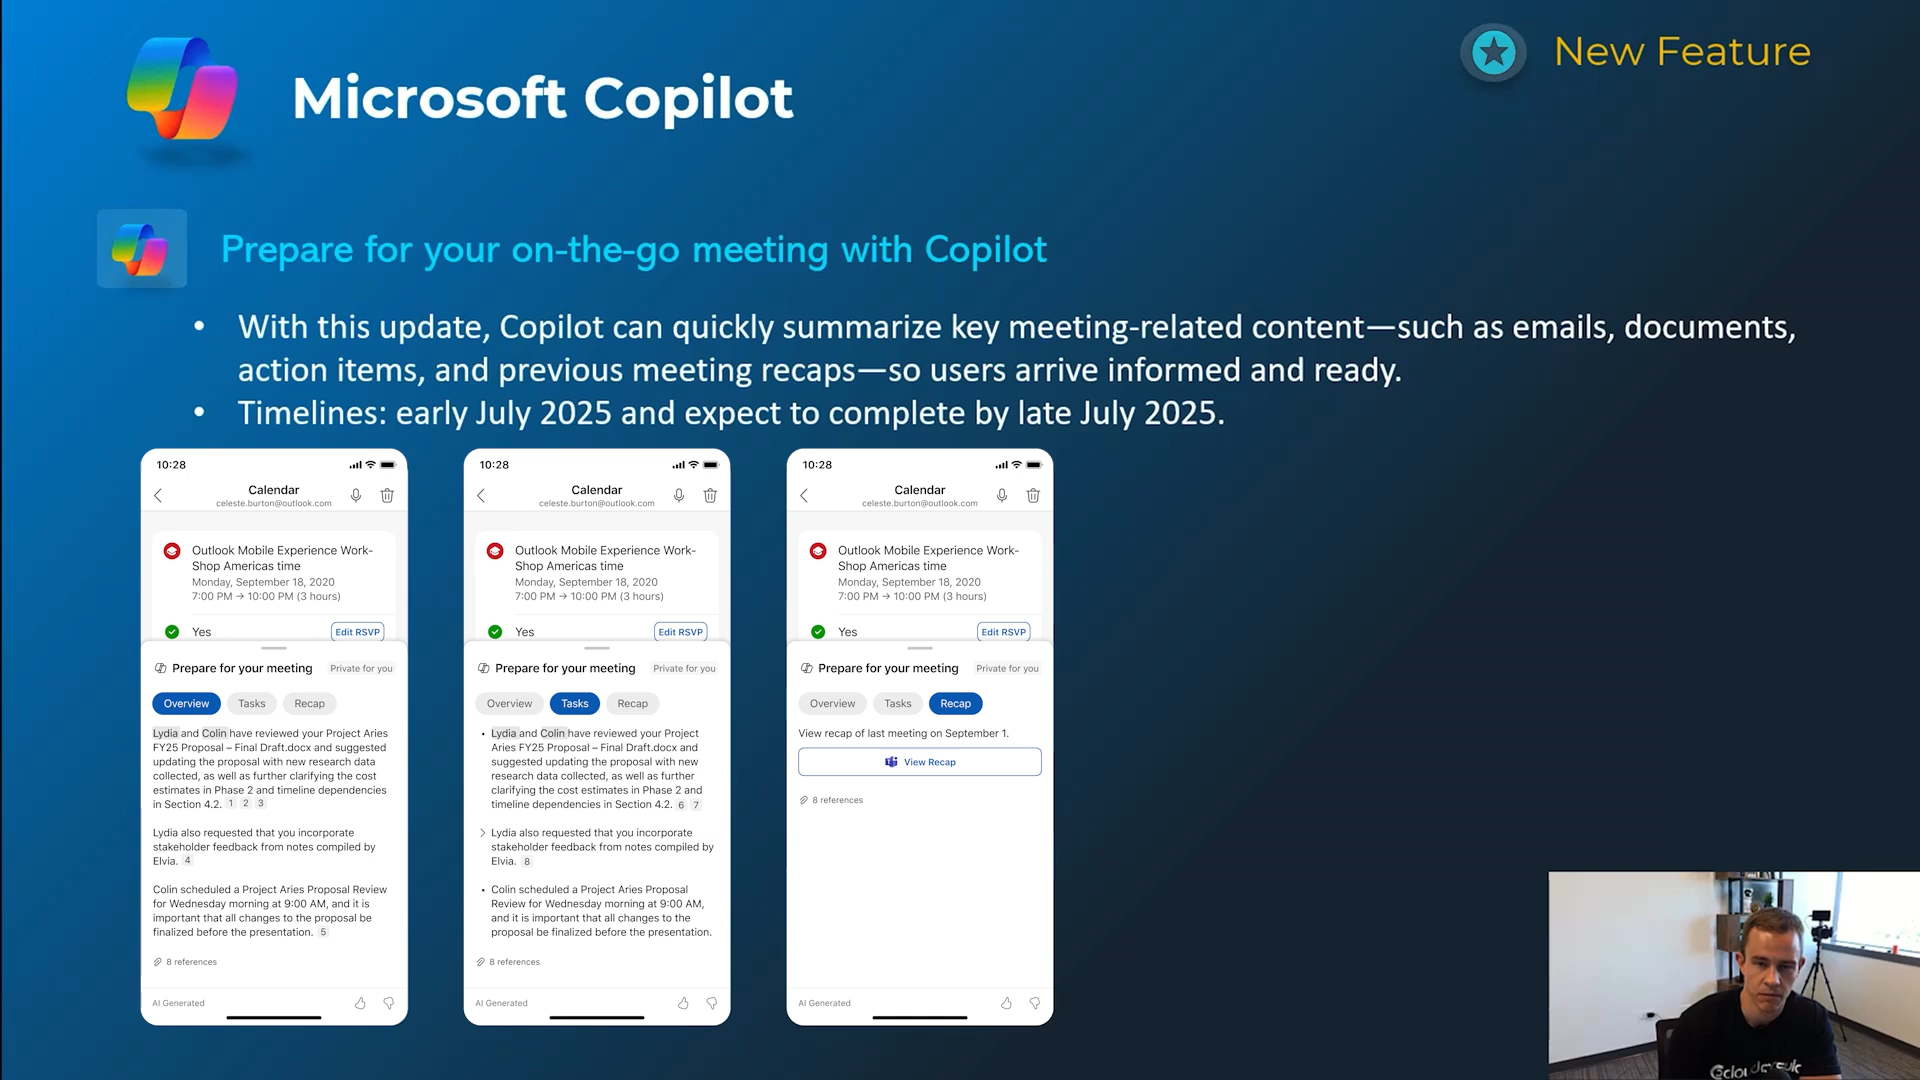 Microsoft Copilot
New Feature
Prepare for your on-the-go meeting with Copilot
• With this update, Copilot can quickly summarize key meeting-related content—such as emails, documents,
action items, and previous meeting recaps—so users arrive informed and ready.
• Timelines: early July 2025 and expect to complete by late July 2025.
10:28
Calendar
celeste.burton@outlook.com
Outlook Mobile Experience Work-
Shop Americas time
Monday, September 18, 2020
7:00 PM → 10:00 PM (3 hours)
Yes
Edit RSVP
Prepare for your meeting
Private for you
Overview
Tasks
Recap
Lydia and Colin have reviewed your Project Aries
FY25 Proposal – Final Draft.docx and suggested
updating the proposal with new research data
collected, as well as further clarifying the cost
estimates in Phase 2 and timeline dependencies
in Section 4.2. 1 2 3
Lydia also requested that you incorporate
stakeholder feedback from notes compiled by
Elvia. 4
Colin scheduled a Project Aries Proposal Review
for Wednesday morning at 9:00 AM, and it is
important that all changes to the proposal be
finalized before the presentation. 5
8 references
AI Generated
10:28
Calendar
celeste.burton@outlook.com
Outlook Mobile Experience Work-
Shop Americas time
Monday, September 18, 2020
7:00 PM → 10:00 PM (3 hours)
Yes
Edit RSVP
Prepare for your meeting
Private for you
Overview
Tasks
Recap
• Lydia and Colin have reviewed your Project
Aries FY25 Proposal – Final Draft.docx and
suggested updating the proposal with new
research data collected, as well as further
clarifying the cost estimates in Phase 2 and
timeline dependencies in Section 4.2. 6 7
Lydia also requested that you incorporate
stakeholder feedback from notes compiled by
Elvia. 8
• Colin scheduled a Project Aries Proposal
Review for Wednesday morning at 9:00 AM,
and it is important that all changes to the
proposal be finalized before the presentation.
8 references
AI Generated
10:28
Calendar
celeste.burton@outlook.com
Outlook Mobile Experience Work-
Shop Americas time
Monday, September 18, 2020
7:00 PM → 10:00 PM (3 hours)
Yes
Edit RSVP
Prepare for your meeting
Private for you
Overview
Tasks
Recap
View recap of last meeting on September 1.
View Recap
8 references
AI Generated